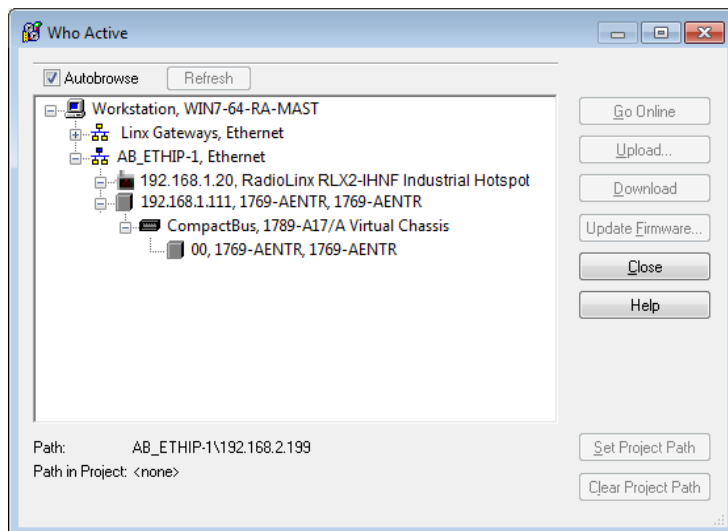 Who Active
Autobrowse
Refresh
Workstation, WIN7-64-RA-MAST
Linx Gateways, Ethernet
AB_ETHIP-1, Ethernet
192.168.1.20, RadioLinx RLX2-IHNF Industrial Hotspot
192.168.1.111, 1769-AENTR, 1769-AENTR
CompactBus, 1789-A17/A Virtual Chassis
00, 1769-AENTR, 1769-AENTR
Go Online
Upload...
Download
Update Firmware...
Close
Help
Path: AB_ETHIP-1\192.168.2.199
Path in Project: <none>
Set Project Path
Clear Project Path